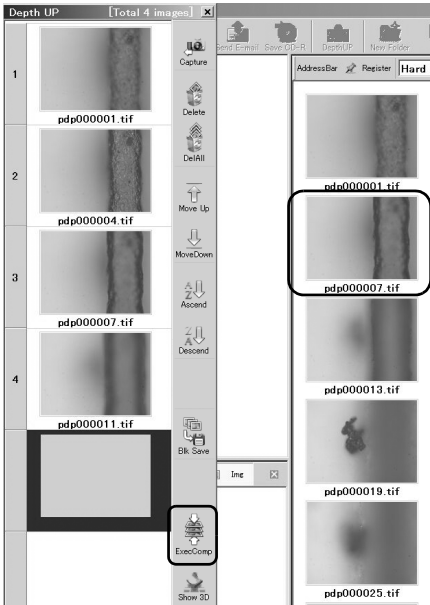 Depth UP [Total 4 images] x
Send E-mail Save CD-R DepthUP New Folder
AddressBar Register Hard
1
pdp000001.tif
2
pdp000004.tif
3
pdp000007.tif
4
pdp000011.tif
Capture
Delete
DelAll
Move Up
MoveDown
A
Z
Ascend
Z
A
Descend
Blk Save
ExecComp
Show 3D
Img
pdp000001.tif
pdp000007.tif
pdp000013.tif
pdp000019.tif
pdp000025.tif